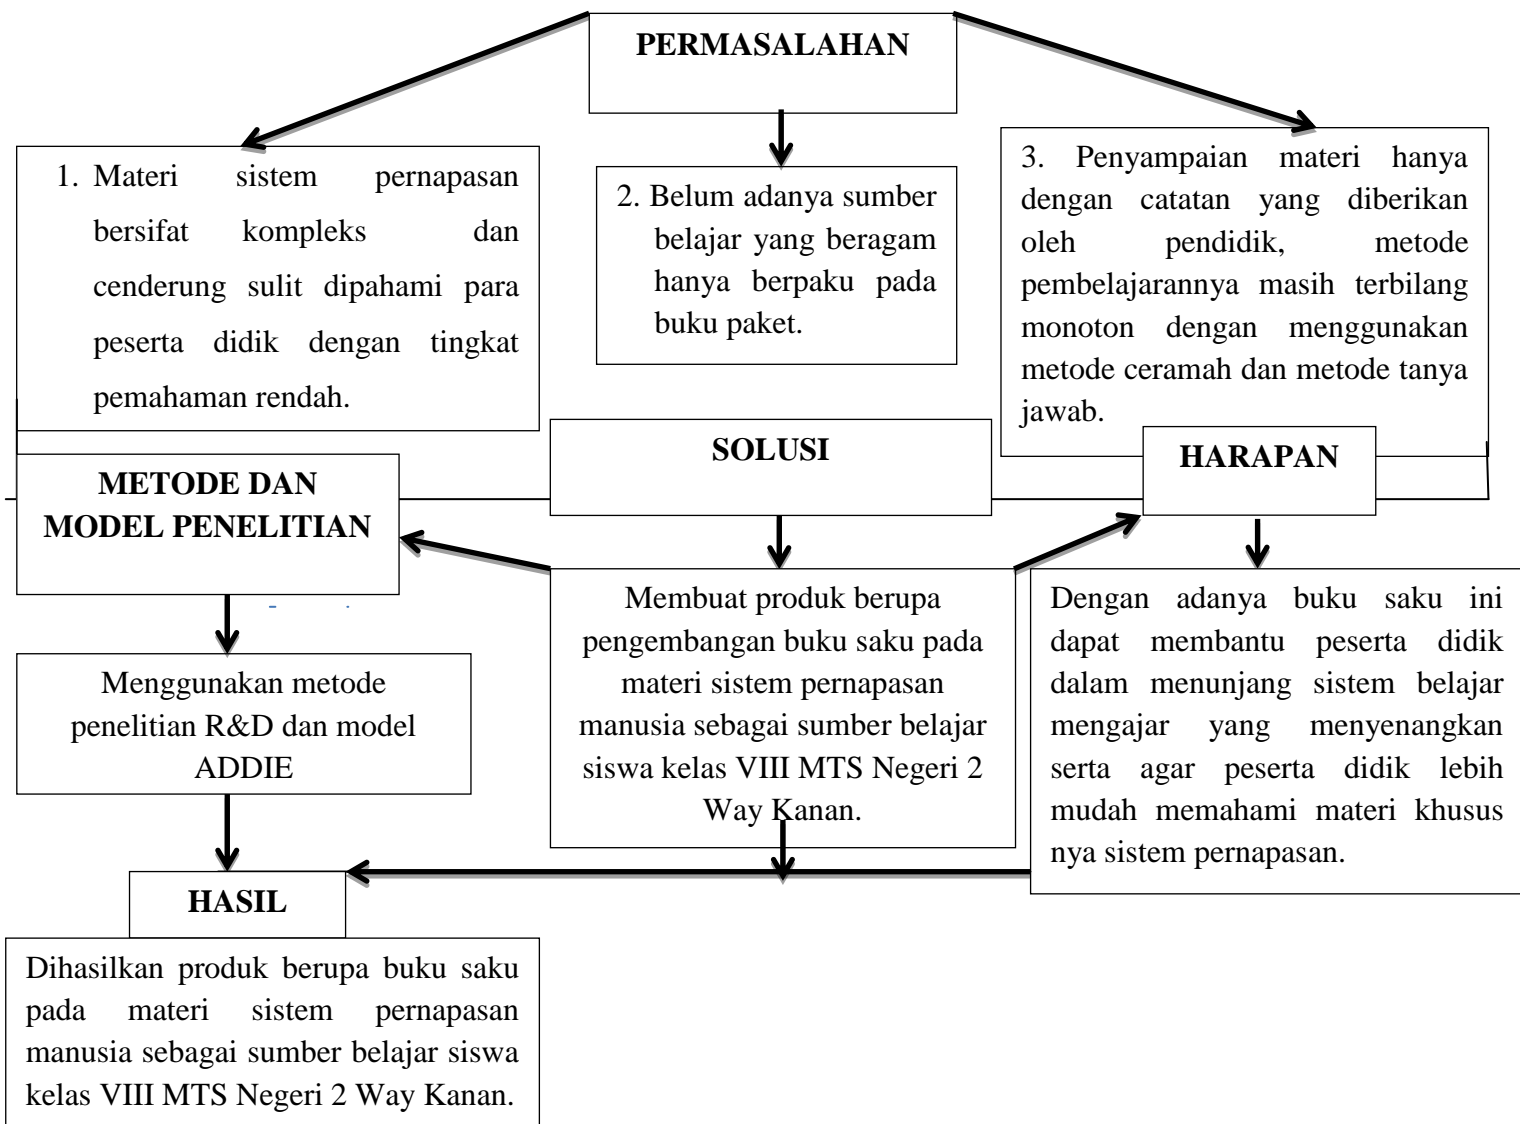 PERMASALAHAN
1. Materi sistem pernapasan
bersifat kompleks dan
cenderung sulit dipahami para
peserta didik dengan tingkat
pemahaman rendah.
2. Belum adanya sumber
belajar yang beragam
hanya berpaku pada
buku paket.
3. Penyampaian materi hanya
dengan catatan yang diberikan
oleh pendidik, metode
pembelajarannya masih terbilang
monoton dengan menggunakan
metode ceramah dan metode tanya
jawab.
METODE DAN
MODEL PENELITIAN
SOLUSI
HARAPAN
Menggunakan metode
penelitian R&D dan model
ADDIE
Membuat produk berupa
pengembangan buku saku pada
materi sistem pernapasan
manusia sebagai sumber belajar
siswa kelas VIII MTS Negeri 2
Way Kanan.
Dengan adanya buku saku ini
dapat membantu peserta didik
dalam menunjang sistem belajar
mengajar yang menyenangkan
serta agar peserta didik lebih
mudah memahami materi khusus
nya sistem pernapasan.
HASIL
Dihasilkan produk berupa buku saku
pada materi sistem pernapasan
manusia sebagai sumber belajar siswa
kelas VIII MTS Negeri 2 Way Kanan.